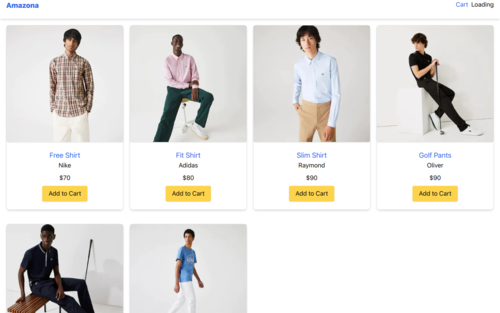 Amazona
Cart Loading
Free Shirt
Nike
$70
Add to Cart
Fit Shirt
Adidas
$80
Add to Cart
Slim Shirt
Raymond
$90
Add to Cart
Golf Pants
Oliver
$90
Add to Cart